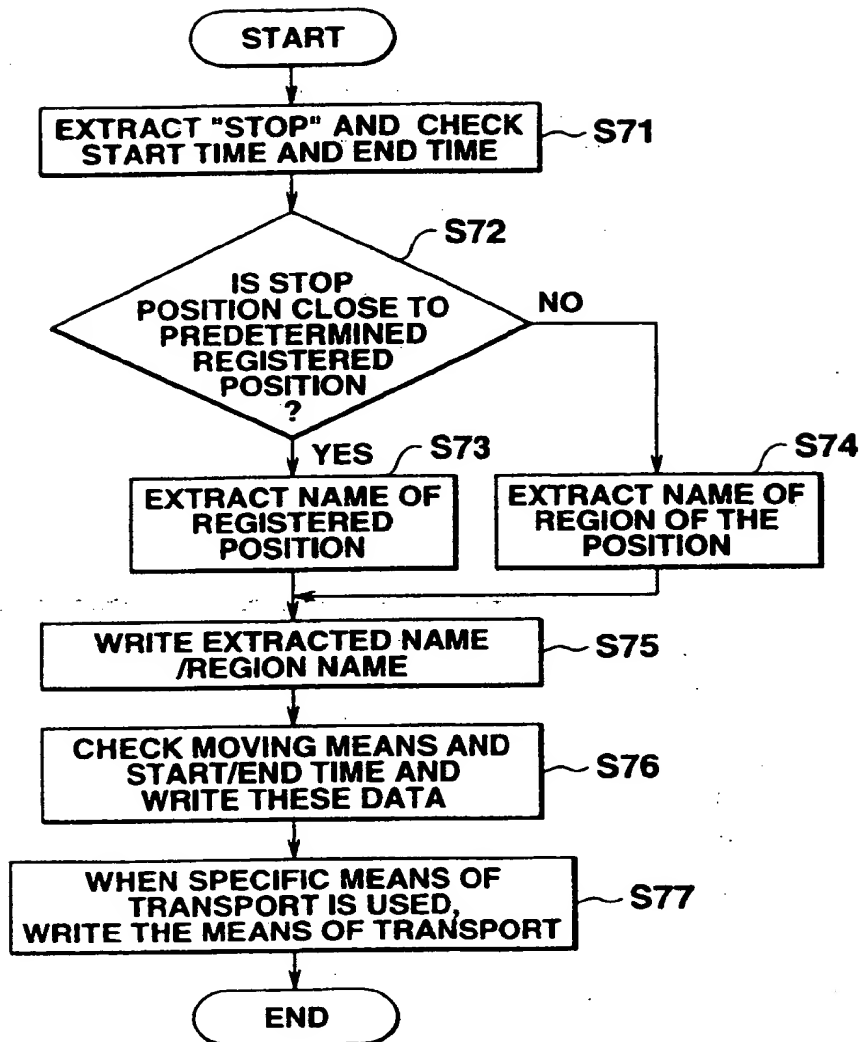 START
EXTRACT "STOP" AND CHECK
START TIME AND END TIME
S71
S72
IS STOP
POSITION CLOSE TO
PREDETERMINED
REGISTERED
POSITION
?
NO
YES
S73
EXTRACT NAME OF
REGISTERED
POSITION
S74
EXTRACT NAME OF
REGION OF THE
POSITION
WRITE EXTRACTED NAME
/REGION NAME
S75
CHECK MOVING MEANS AND
START/END TIME AND
WRITE THESE DATA
S76
WHEN SPECIFIC MEANS OF
TRANSPORT IS USED,
WRITE THE MEANS OF TRANSPORT
S77
END